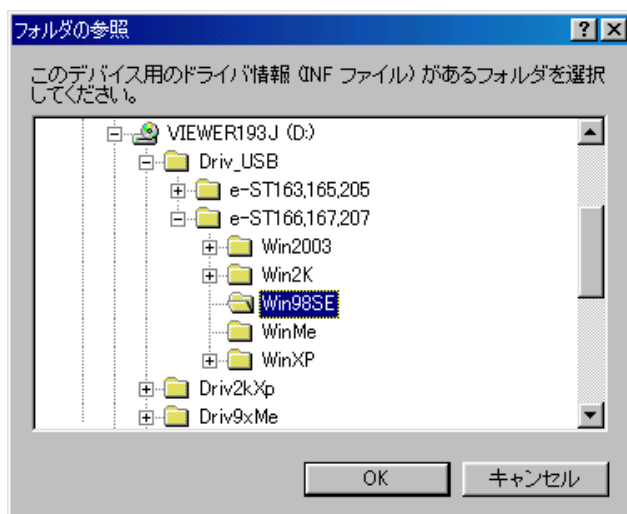 フォルダの参照
このデバイス用のドライバ情報 (INF ファイル) があるフォルダを選択
してください。
VIEWER193J (D:)
Driv_USB
e-ST163,165,205
e-ST166,167,207
Win2003
Win2K
Win98SE
WinMe
WinXP
Driv2kXp
Driv9xMe
OK
キャンセル